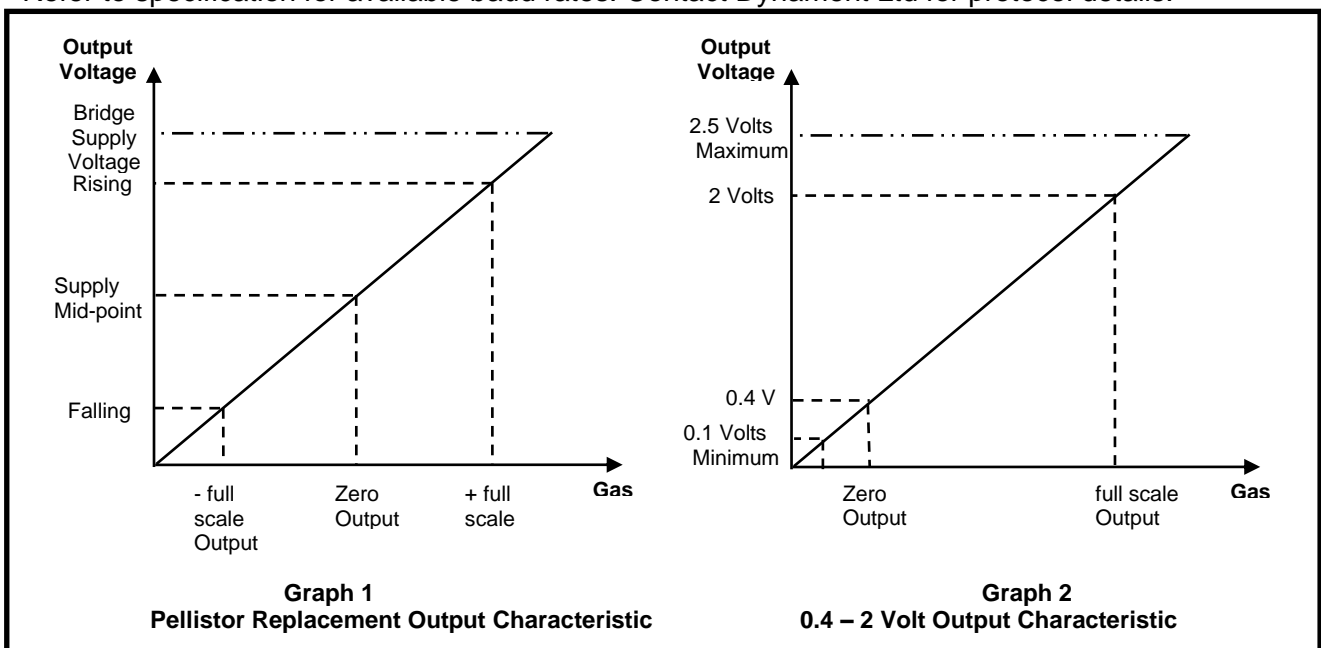 Refer to specification for available baud rates. Contact Dynament Ltd for protocol details.
Output
Voltage
Bridge
Supply
Voltage
Rising
Supply
Mid-point
Falling
- full
scale
Output
Zero
Output
+ full
scale
Gas
Graph 1
Pellistor Replacement Output Characteristic
Output
Voltage
2.5 Volts
Maximum
2 Volts
0.4 V
0.1 Volts
Minimum
Zero
Output
full scale
Output
Gas
Graph 2
0.4 – 2 Volt Output Characteristic